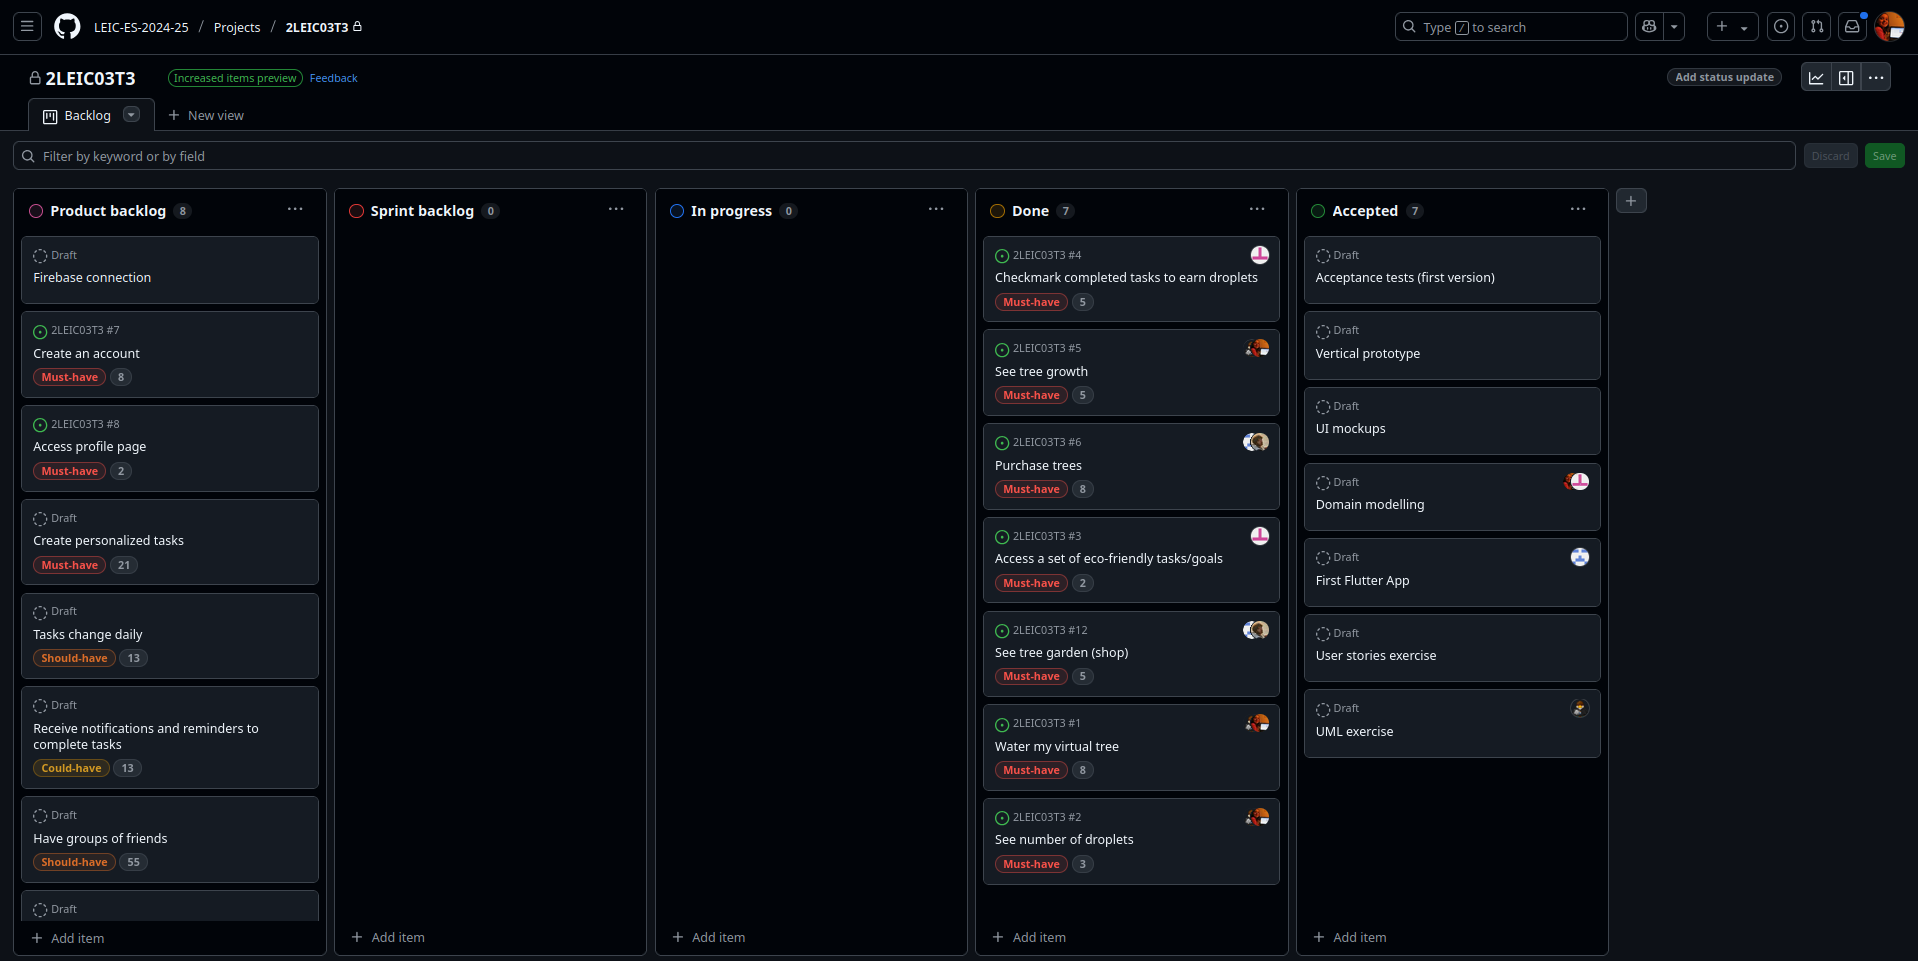 LEIC-ES-2024-25 / Projects / 2LEIC03T3
Type / to search
2LEIC03T3
Increased items preview
Feedback
Add status update
Backlog
New view
Filter by keyword or by field
Discard
Save
Product backlog 8
Draft
Firebase connection
2LEIC03T3 #7
Create an account
Must-have 8
2LEIC03T3 #8
Access profile page
Must-have 2
Draft
Create personalized tasks
Must-have 21
Draft
Tasks change daily
Should-have 13
Draft
Receive notifications and reminders to
complete tasks
Could-have 13
Draft
Have groups of friends
Should-have 55
Draft
+ Add item
Sprint backlog 0
+ Add item
In progress 0
+ Add item
Done 7
2LEIC03T3 #4
Checkmark completed tasks to earn droplets
Must-have 5
2LEIC03T3 #5
See tree growth
Must-have 5
2LEIC03T3 #6
Purchase trees
Must-have 8
2LEIC03T3 #3
Access a set of eco-friendly tasks/goals
Must-have 2
2LEIC03T3 #12
See tree garden (shop)
Must-have 5
2LEIC03T3 #1
Water my virtual tree
Must-have 8
2LEIC03T3 #2
See number of droplets
Must-have 3
+ Add item
Accepted 7
Draft
Acceptance tests (first version)
Draft
Vertical prototype
Draft
UI mockups
Draft
Domain modelling
Draft
First Flutter App
Draft
User stories exercise
Draft
UML exercise
+ Add item